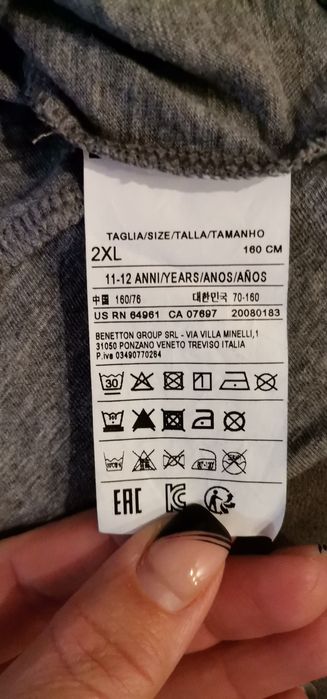 TAGLIA/SIZE/TALLA/TAMANHO
2XL 160 CM
11-12 ANNI/YEARS/ANOS/AÑOS
中国 160/76 대한민국 70-160
US RN 64961 CA 07697 20080183
BENETTON GROUP SRL - VIA VILLA MINELLI,1
31050 PONZANO VENETO TREVISO ITALIA
P.iva 03490770264
30
EAC